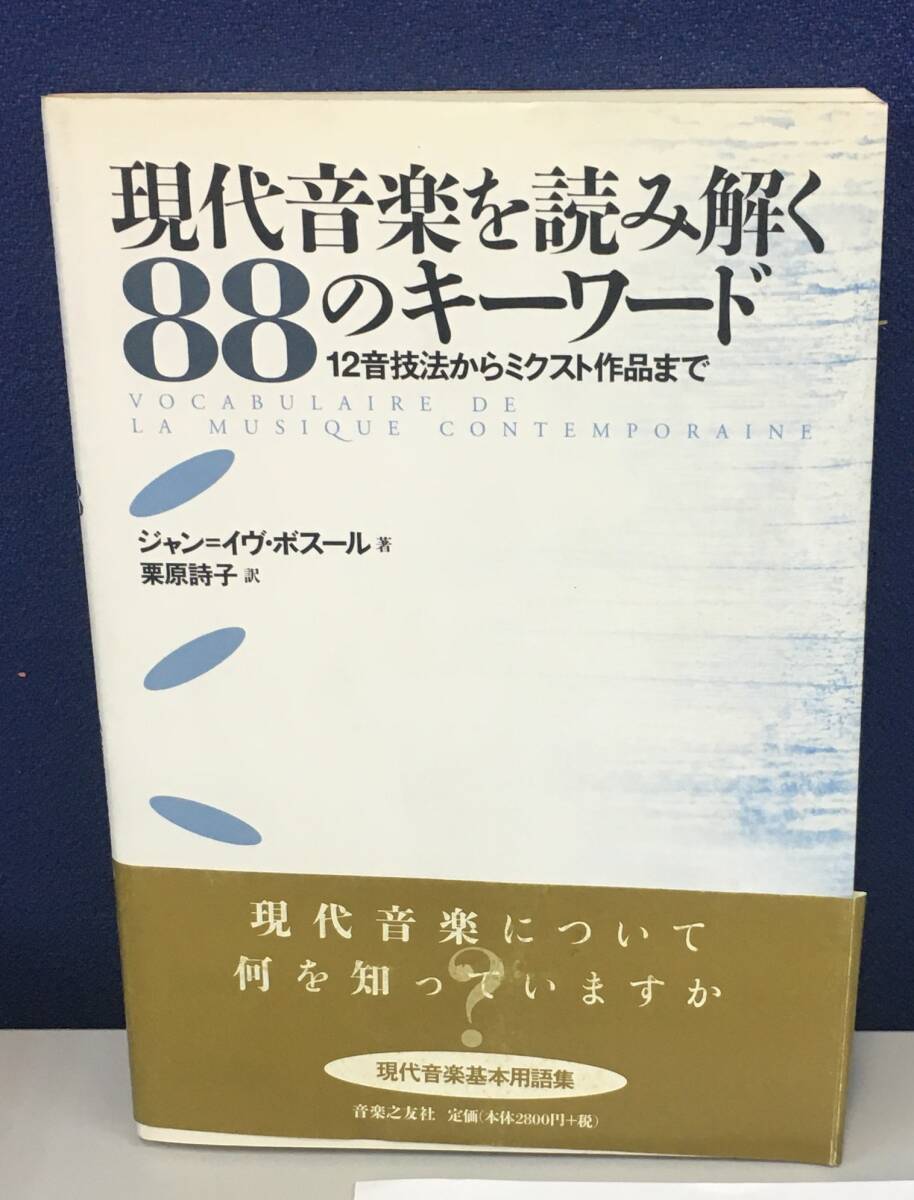 現代音楽を読み解く
88のキーワード
12音技法からミクスト作品まで
VOCABULAIRE DE
LA MUSIQUE CONTEMPORAINE
ジャン=イヴ・ボスール 著
栗原詩子 訳
現代音楽について
何を知っていますか
?
現代音楽基本用語集
音楽之友社 定価(本体2800円+税)